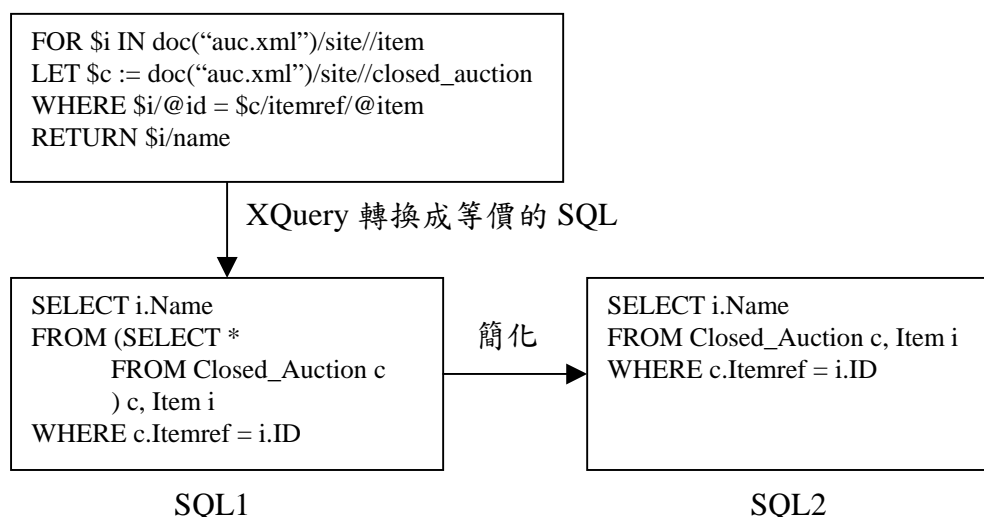 FOR $i IN doc(“auc.xml”)/site//item
LET $c := doc(“auc.xml”)/site//closed_auction
WHERE $i/@id = $c/itemref/@item
RETURN $i/name
XQuery 轉換成等價的 SQL
SELECT i.Name
FROM (SELECT *
FROM Closed_Auction c
) c, Item i
WHERE c.Itemref = i.ID
簡化
SELECT i.Name
FROM Closed_Auction c, Item i
WHERE c.Itemref = i.ID
SQL1
SQL2